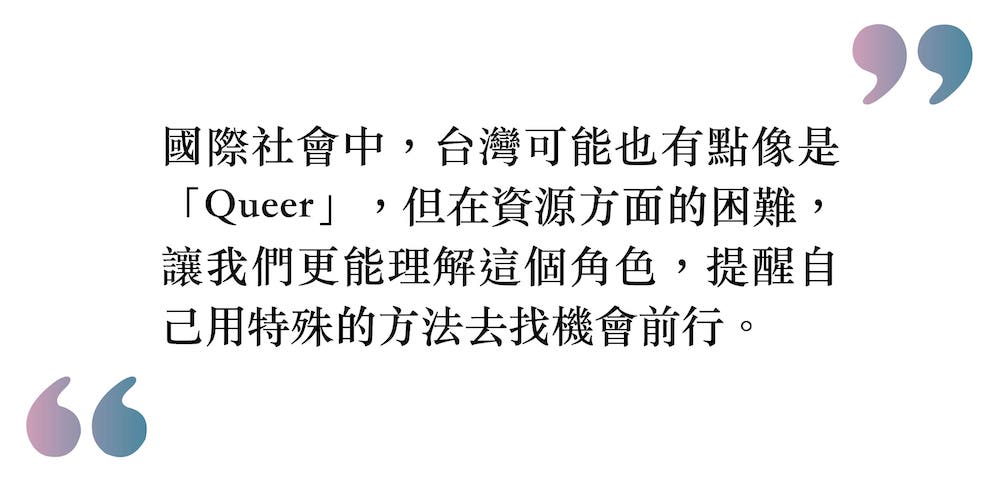 國際社會中，台灣可能也有點像是
「Queer」，但在資源方面的困難，
讓我們更能理解這個角色，提醒自
己用特殊的方法去找機會前行。